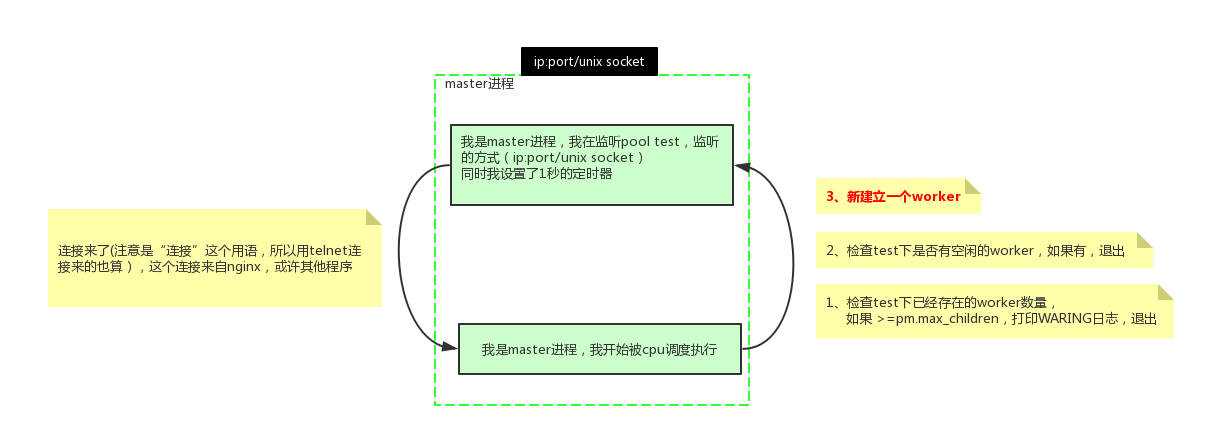 ip:port/unix socket
master进程
我是master进程，我在监听pool test，监听
的方式（ip:port/unix socket）
同时我设置了1秒的定时器
连接来了(注意是“连接”这个用语，所以用telnet连
接来的也算），这个连接来自nginx，或许其他程序
我是master进程，我开始被cpu调度执行
3、新建立一个worker
2、检查test下是否有空闲的worker，如果有，退出
1、检查test下已经存在的worker数量，
如果 >=pm.max_children，打印WARING日志，退出